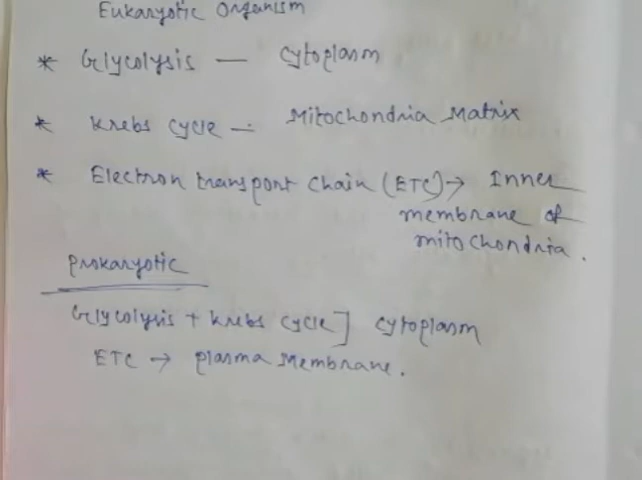 Eukaryotic Organism
* Glycolysis — Cytoplasm
* Krebs cycle — Mitochondria Matrix
* Electron transport chain (ETC) → Inner
membrane of
mitochondria.
Prokaryotic
Glycolysis + Krebs cycle] cytoplasm
ETC → plasma Membrane.